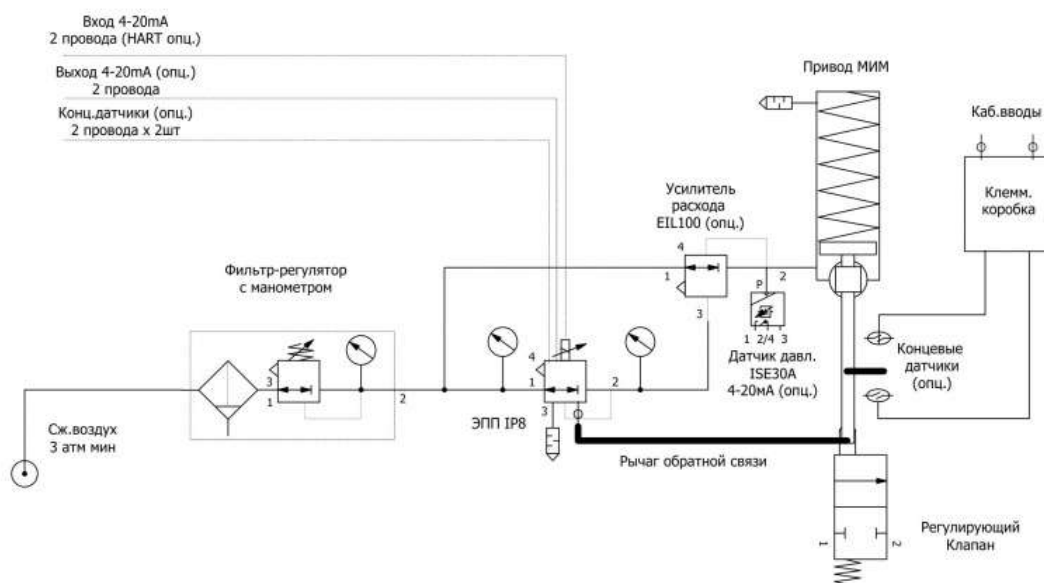 Вход 4-20mA
2 провода (HART опц.)
Выход 4-20mA (опц.)
2 провода
Конц.датчики (опц.)
2 провода x 2шт
Привод МИМ
Каб.вводы
Клемм.
коробка
Усилитель
расхода
EIL100 (опц.)
4
1
2
3
P
1 2/4 3
Датчик давл.
ISE30A
4-20мА (опц.)
Концевые
датчики
(опц.)
Фильтр-регулятор
с манометром
3
1
2
4
1
2
3
ЭПП IP8
Сж.воздух
3 атм мин
Рычаг обратной связи
1
2
Регулирующий
Клапан